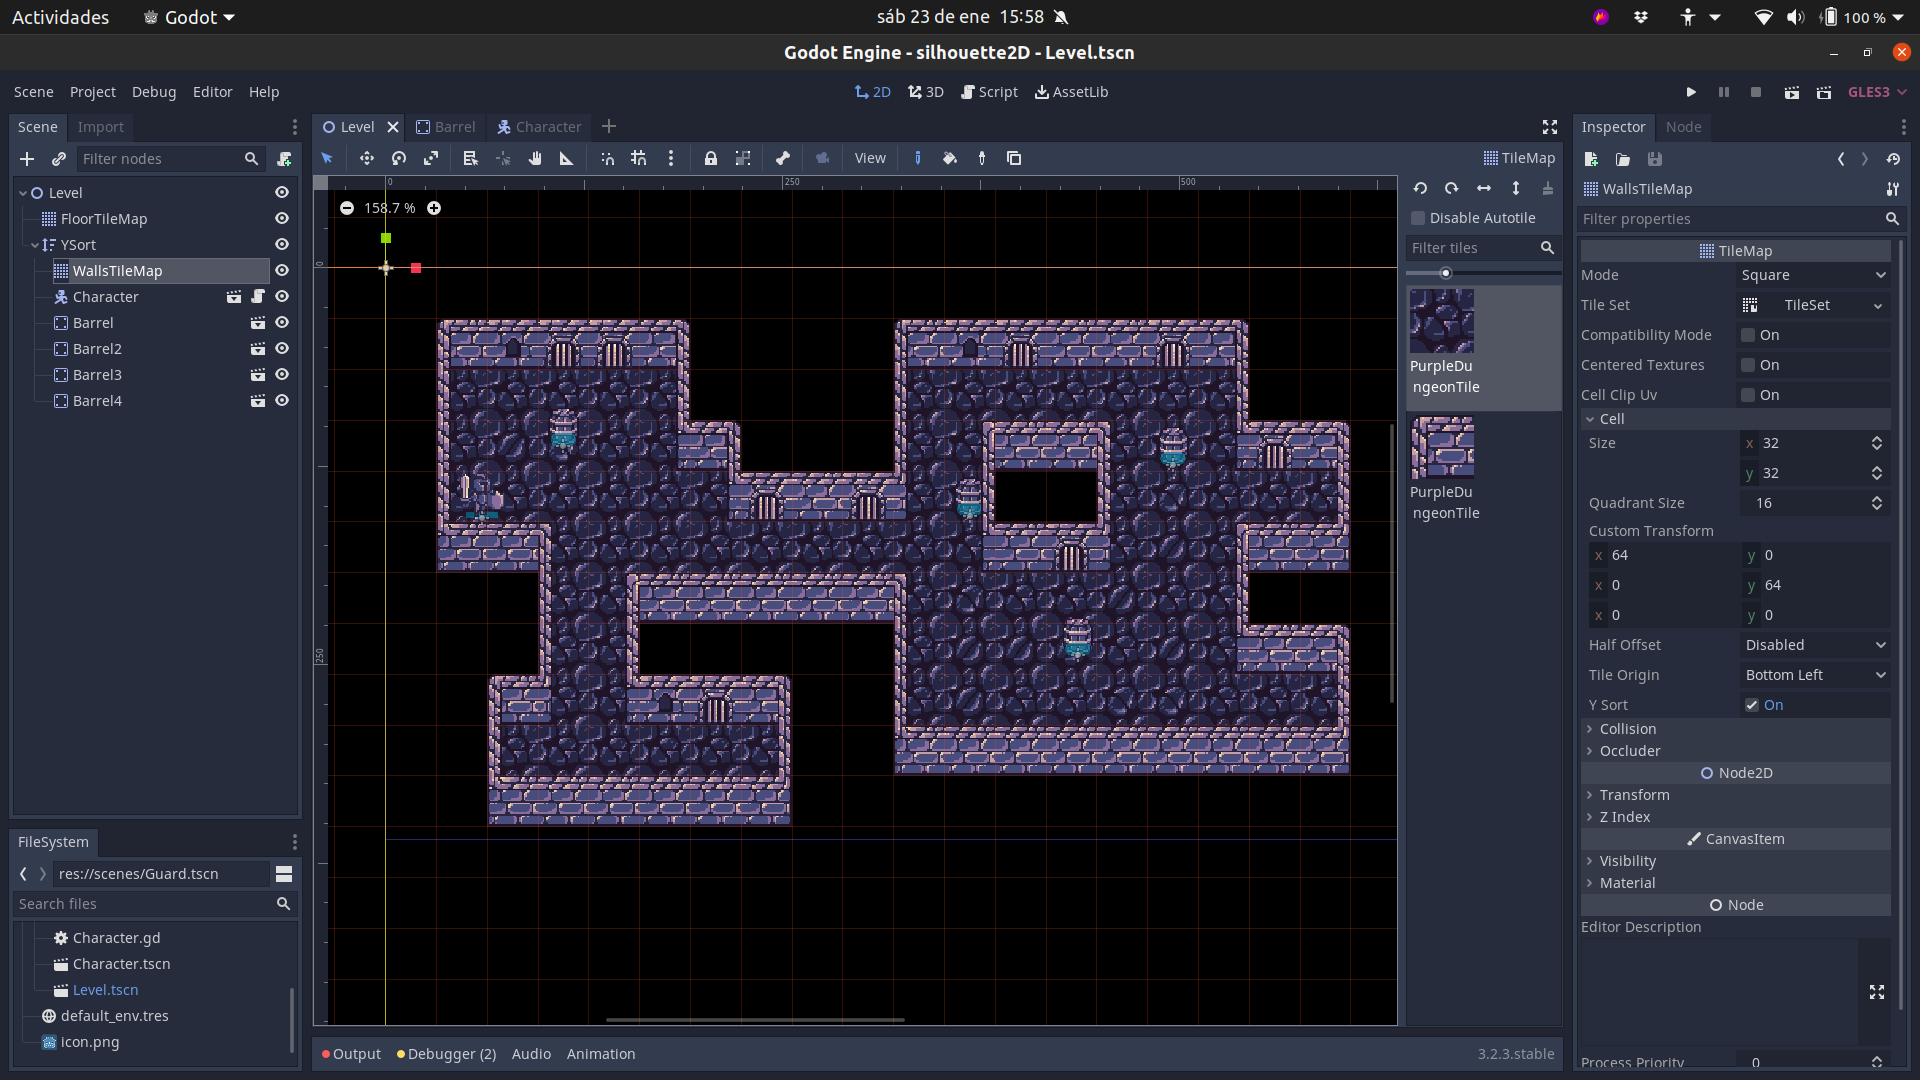 Actividades
Godot
sáb 23 de ene 15:58
100 %
Godot Engine - silhouette2D - Level.tscn
Scene Project Debug Editor Help
2D 3D Script AssetLib
GLES3
Scene Import
Filter nodes
Level
FloorTileMap
YSort
WallsTileMap
Character
Barrel
Barrel2
Barrel3
Barrel4
FileSystem
res://scenes/Guard.tscn
Search files
Character.gd
Character.tscn
Level.tscn
default_env.tres
icon.png
Level Barrel Character
View
TileMap
0 250 500
158.7 %
0
250
Disable Autotile
Filter tiles
PurpleDu
ngeonTile
PurpleDu
ngeonTile
Output Debugger (2) Audio Animation
3.2.3.stable
Inspector Node
WallsTileMap
Filter properties
TileMap
Mode Square
Tile Set TileSet
Compatibility Mode On
Centered Textures On
Cell Clip Uv On
Cell
Size x 32
y 32
Quadrant Size 16
Custom Transform
x 64 y 0
x 0 y 64
x 0 y 0
Half Offset Disabled
Tile Origin Bottom Left
Y Sort On
Collision
Occluder
Node2D
Transform
Z Index
CanvasItem
Visibility
Material
Node
Editor Description
Process Priority 0